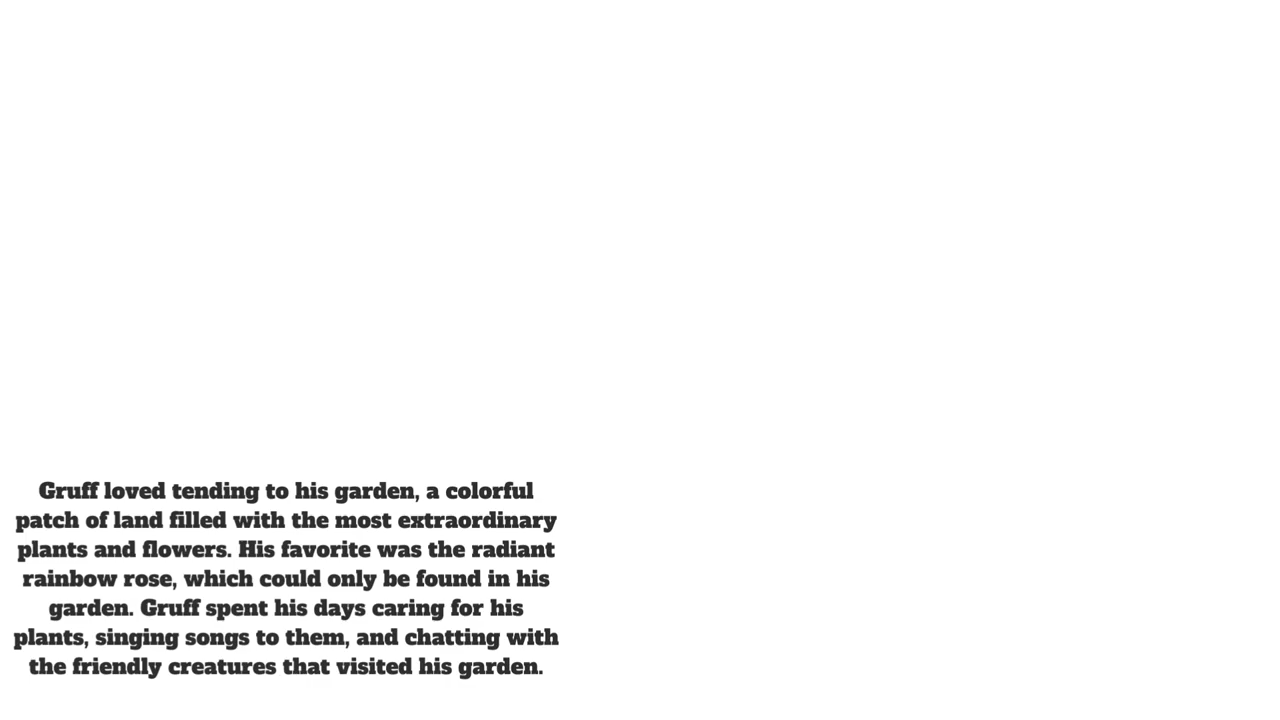 Gruff loved tending to his garden, a colorful
patch of land filled with the most extraordinary
plants and flowers. His favorite was the radiant
rainbow rose, which could only be found in his
garden. Gruff spent his days caring for his
plants, singing songs to them, and chatting with
the friendly creatures that visited his garden.